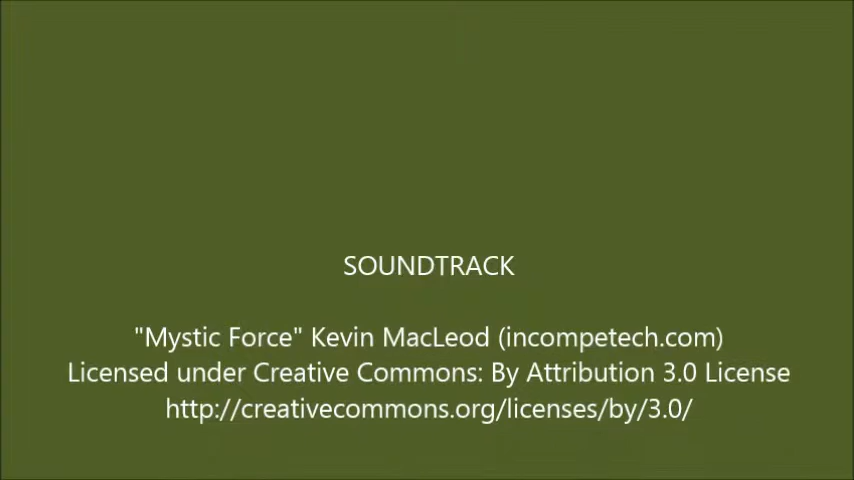 SOUNDTRACK
"Mystic Force" Kevin MacLeod (incompetech.com)
Licensed under Creative Commons: By Attribution 3.0 License
http://creativecommons.org/licenses/by/3.0/